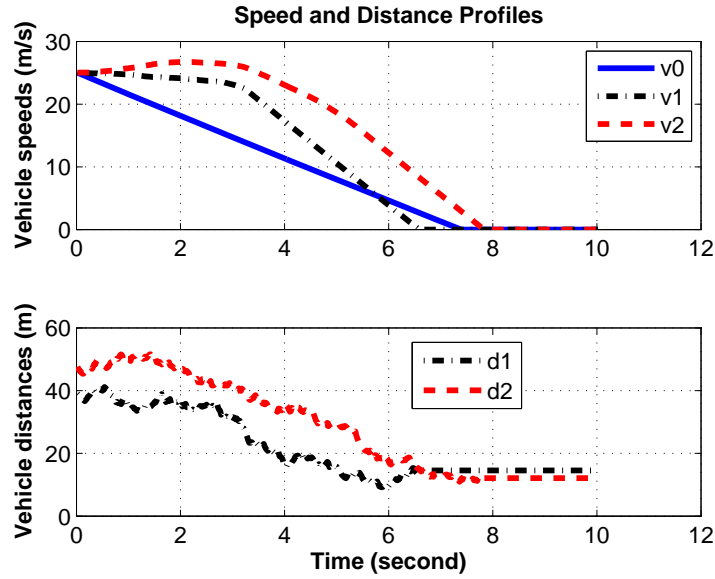 Speed and Distance Profiles
Vehicle speeds (m/s)
30
20
10
0
0
2
4
6
8
10
12
v0
v1
v2
Vehicle distances (m)
60
40
20
0
0
2
4
6
8
10
12
d1
d2
Time (second)